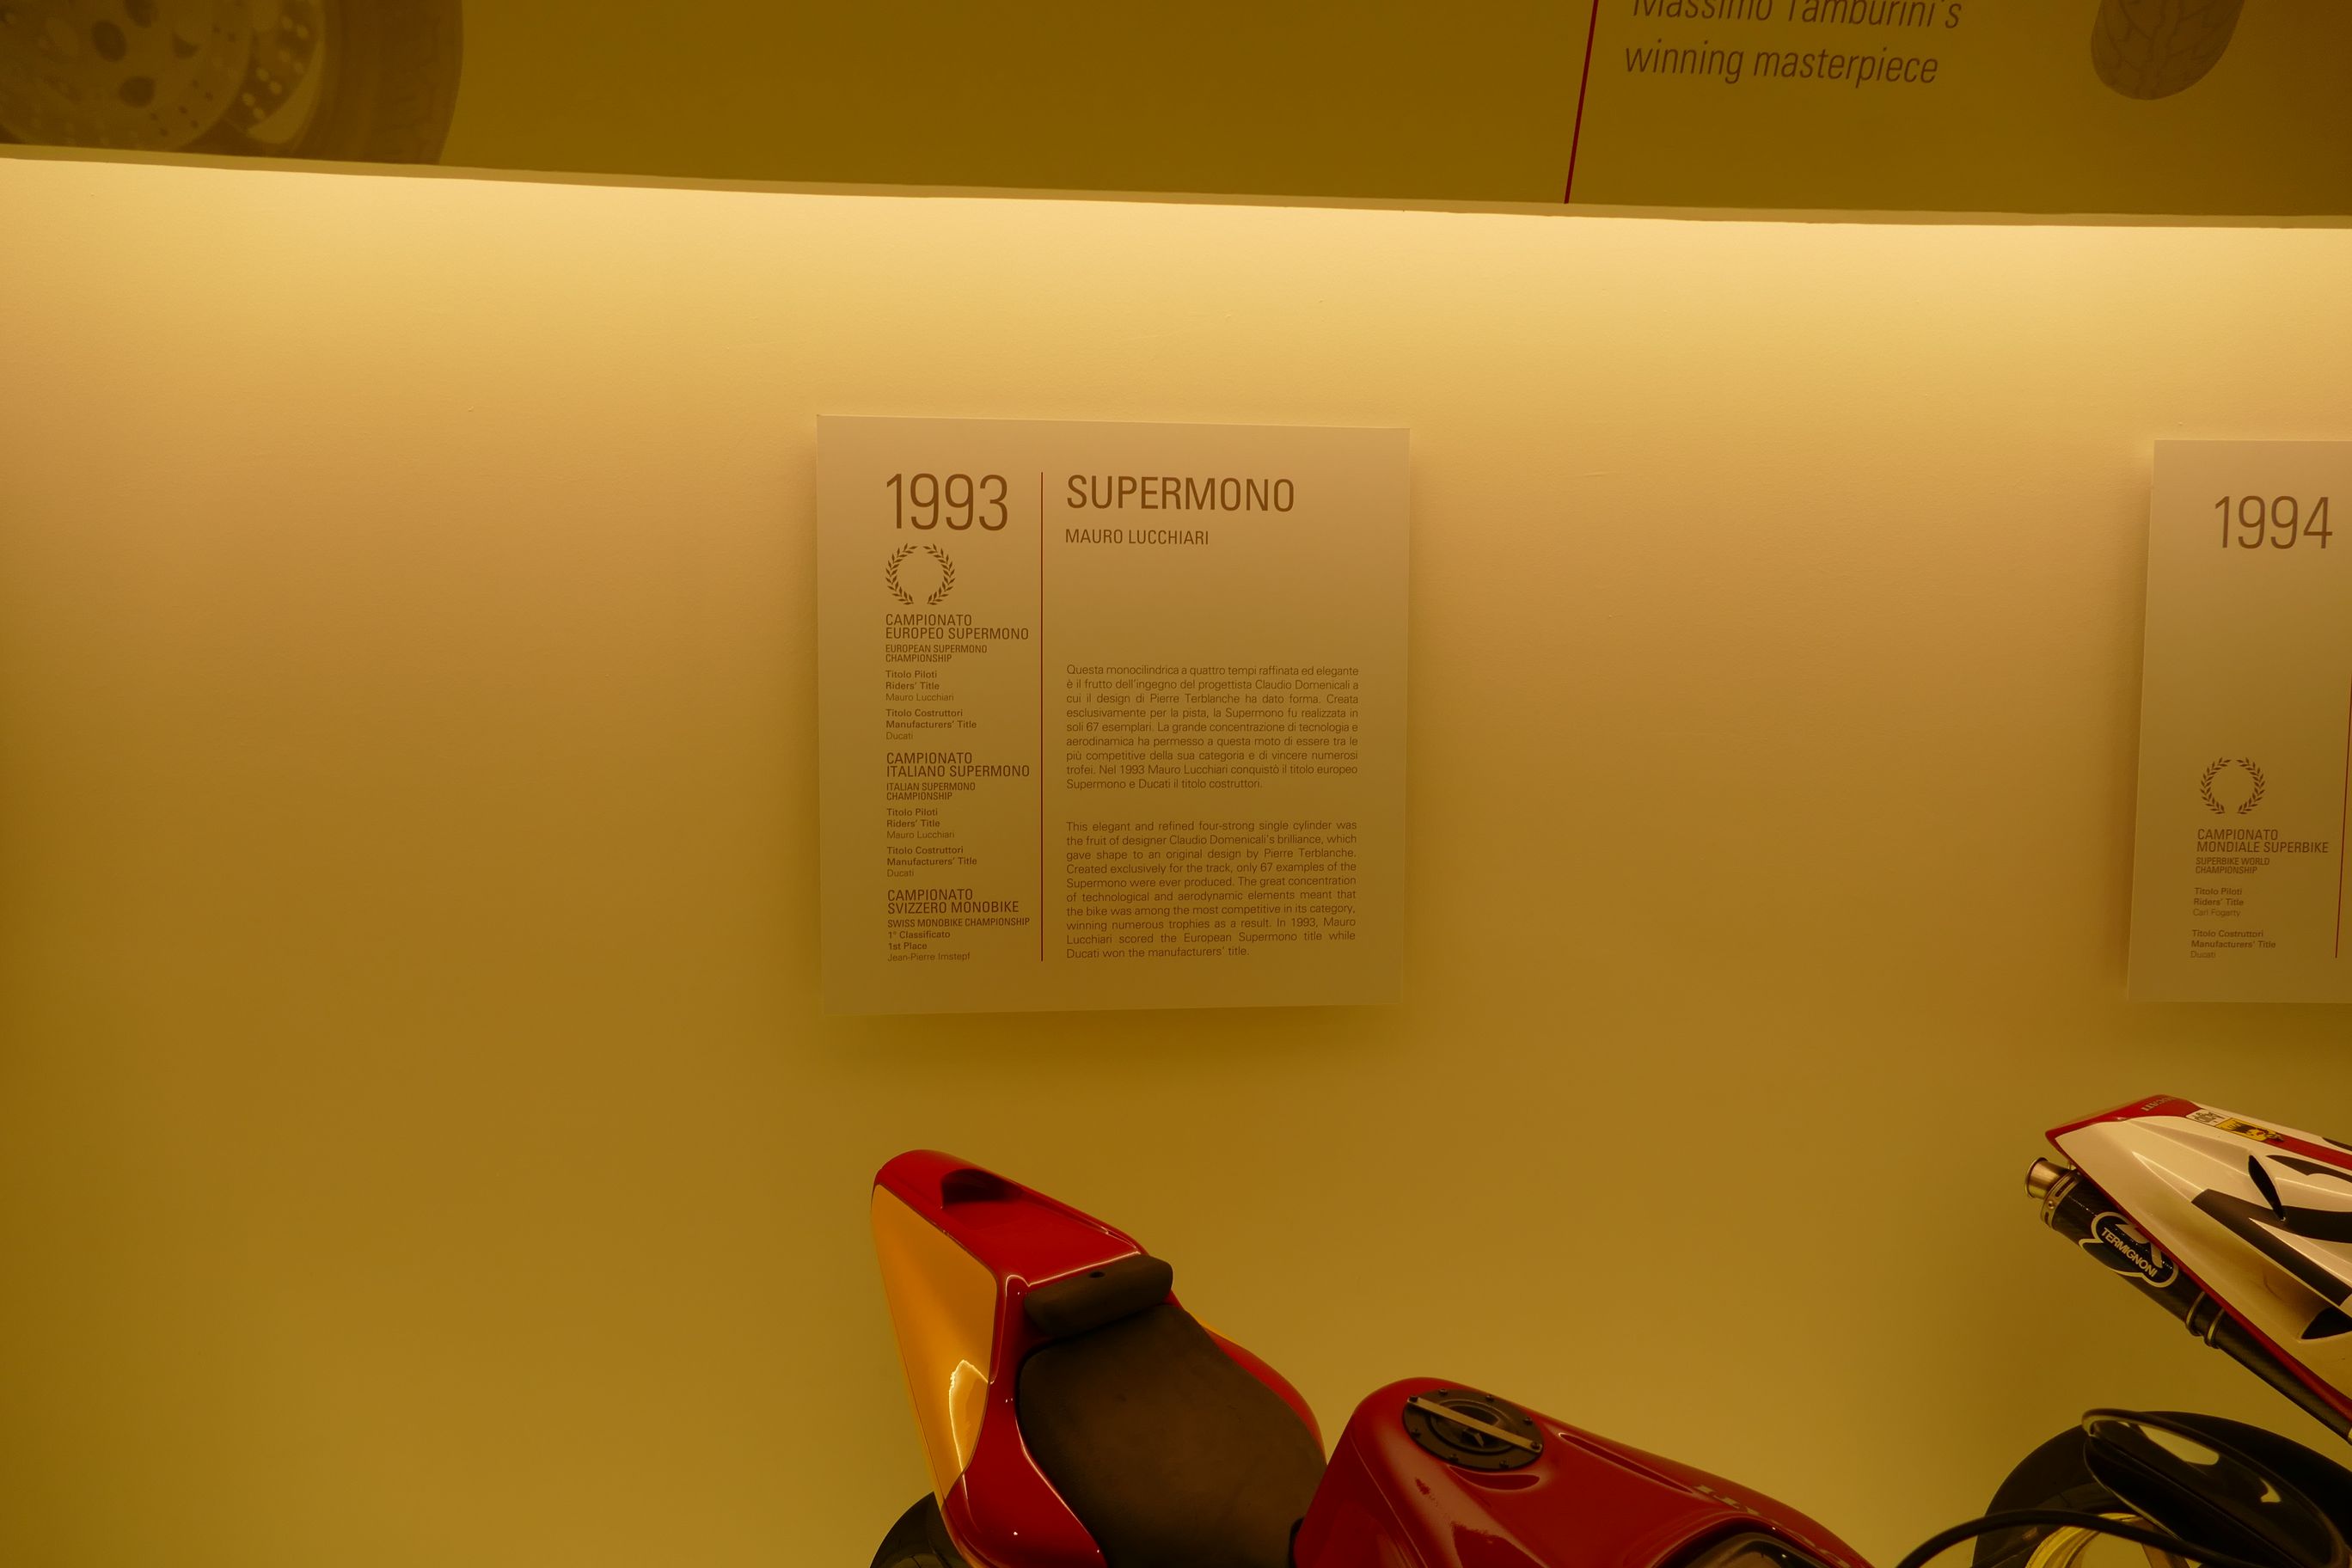 Massimo Tamburini's
winning masterpiece
1993
CAMPIONATO
EUROPEO SUPERMONO
EUROPEAN SUPERMONO
CHAMPIONSHIP
Titolo Piloti
Riders' Title
Mauro Lucchiari
Titolo Costruttori
Manufacturers' Title
Ducati
CAMPIONATO
ITALIANO SUPERMONO
ITALIAN SUPERMONO
CHAMPIONSHIP
Titolo Piloti
Riders' Title
Mauro Lucchiari
Titolo Costruttori
Manufacturers' Title
Ducati
CAMPIONATO
SVIZZERO MONOBIKE
SWISS MONOBIKE CHAMPIONSHIP
1° Classificato
1st Place
Jean-Pierre Imstepf
SUPERMONO
MAURO LUCCHIARI
Questa monocilindrica a quattro tempi raffinata ed elegante
è il frutto dell'ingegno del progettista Claudio Domenicali a
cui il design di Pierre Terblanche ha dato forma. Creata
esclusivamente per la pista, la Supermono fu realizzata in
soli 67 esemplari. La grande concentrazione di tecnologia e
aerodinamica ha permesso a questa moto di essere tra le
più competitive della sua categoria e di vincere numerosi
trofei. Nel 1993 Mauro Lucchiari conquistò il titolo europeo
Supermono e Ducati il titolo costruttori.
This elegant and refined four-strong single cylinder was
the fruit of designer Claudio Domenicali's brilliance, which
gave shape to an original design by Pierre Terblanche.
Created exclusively for the track, only 67 examples of the
Supermono were ever produced. The great concentration
of technological and aerodynamic elements meant that
the bike was among the most competitive in its category,
winning numerous trophies as a result. In 1993, Mauro
Lucchiari scored the European Supermono title while
Ducati won the manufacturers' title.
1994
CAMPIONATO
MONDIALE SUPERBIKE
SUPERBIKE WORLD
CHAMPIONSHIP
Titolo Piloti
Riders' Title
Carl Fogarty
Titolo Costruttori
Manufacturers' Title
Ducati
TERMIGNONI